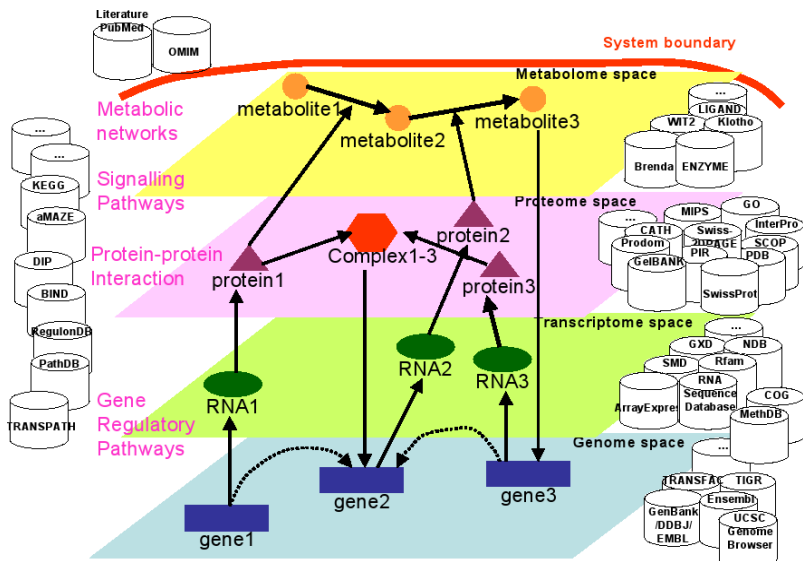 Literature
PubMed
OMIM
System boundary
Metabolome space
Metabolic
networks
metabolite1
metabolite2
metabolite3
...
LIGAND
WIT2
Klotho
Brenda
ENZYME
...
...
KEGG
aMAZE
Signalling
Pathways
Proteome space
Protein-protein
Interaction
protein1
Complex1-3
protein2
protein3
...
MIPS
GO
CATH
Swiss-
2DPAGE
InterPro
Prodom
PIR
SCOP
GelBANK
PDB
SwissProt
DIP
BIND
RegulonDB
PathDB
TRANSPATH
Transcriptome space
RNA1
RNA2
RNA3
...
GXD
NDB
SMD
Rfam
ArrayExpres
RNA
Sequence
Database
COG
MethDB
Gene
Regulatory
Pathways
Genome space
gene1
gene2
gene3
...
TRANSFAC
TIGR
Ensembl
GenBank
/DDBJ/
EMBL
UCSC
Genome
Browser